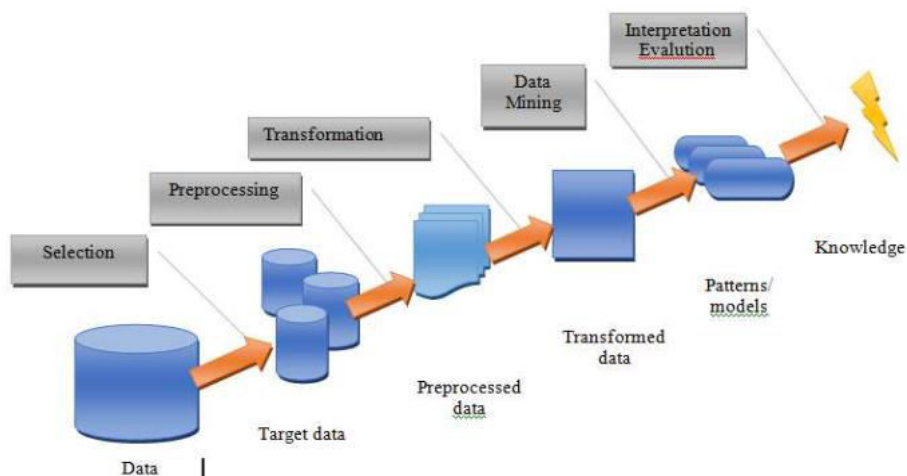 Interpretation
Evalution
Data
Mining
Transformation
Preprocessing
Selection
Knowledge
Patterns/
models
Transformed
data
Preprocessed
data
Target data
Data